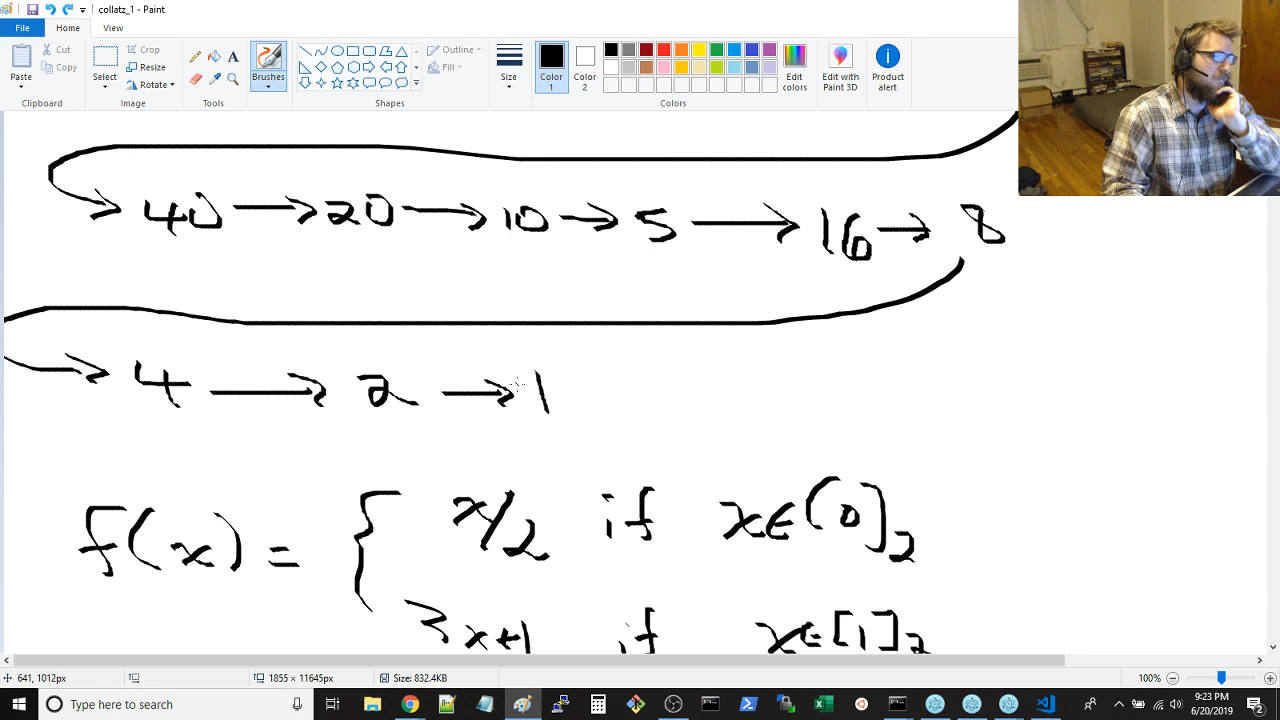 collatz_1 - Paint
File Home View
Paste Cut Copy Select Crop Resize Rotate Brushes Outline Fill Size Color 1 Color 2 Edit colors Edit with Paint 3D Product alert
Clipboard Image Tools Shapes Colors
40 → 20 → 10 → 5 → 16 → 8
→ 4 → 2 → 1
f(x) = { x/2 if x∈[0]2
3x+1 if x∈[1]2
641, 1012px 1855 × 11645px Size: 832.4KB 100%
Type here to search 9:23 PM
6/20/2019